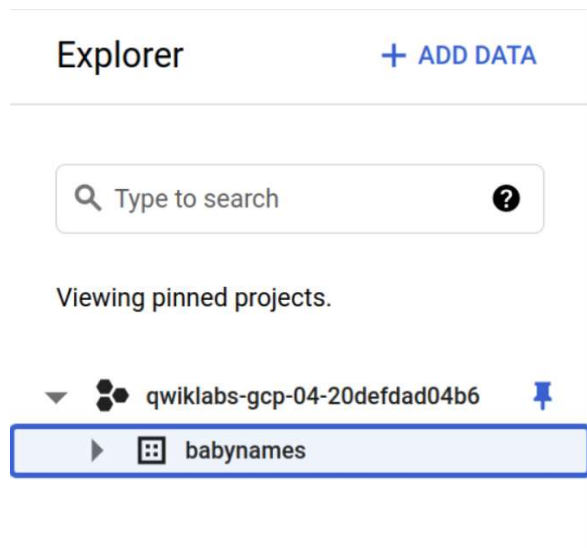 Explorer + ADD DATA
Type to search ?
Viewing pinned projects.
qwiklabs-gcp-04-20defdad04b6
babynames